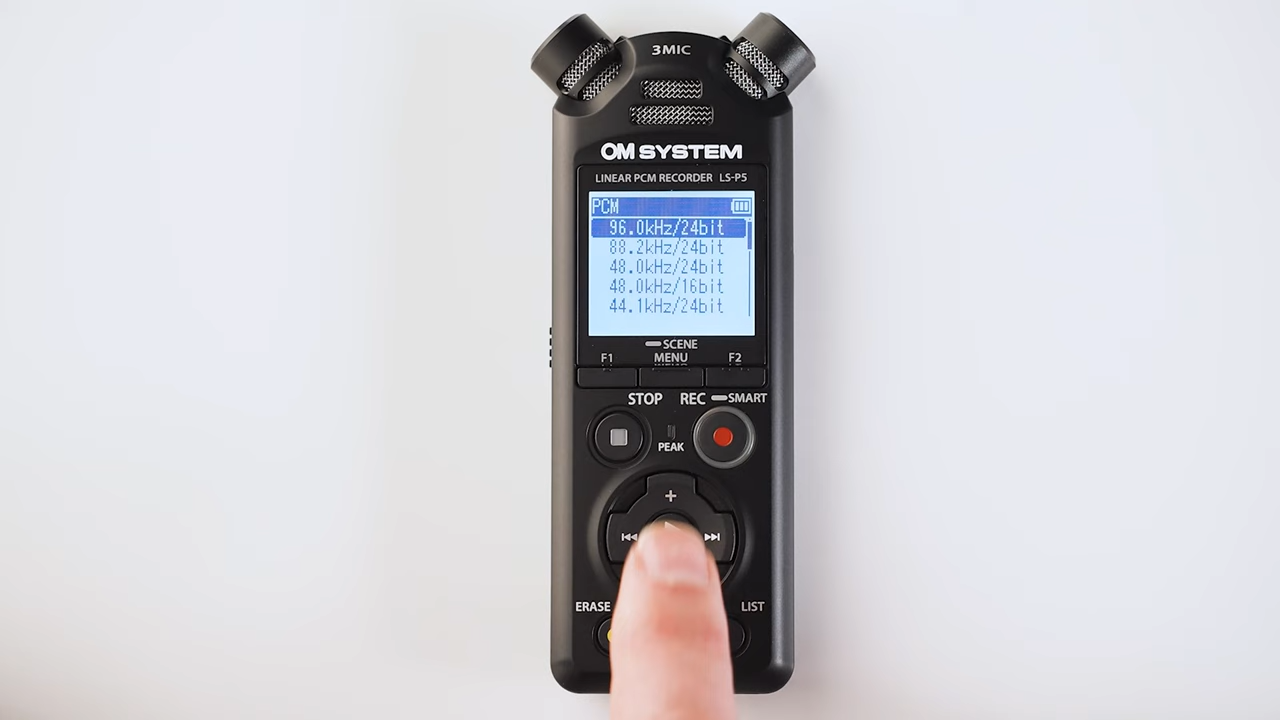 3MIC
OM SYSTEM
LINEAR PCM RECORDER LS-P5
PCM
96.0kHz/24bit
88.2kHz/24bit
48.0kHz/24bit
48.0kHz/16bit
44.1kHz/24bit
SCENE
F1 MENU F2
STOP REC SMART
PEAK
+
ERASE LIST